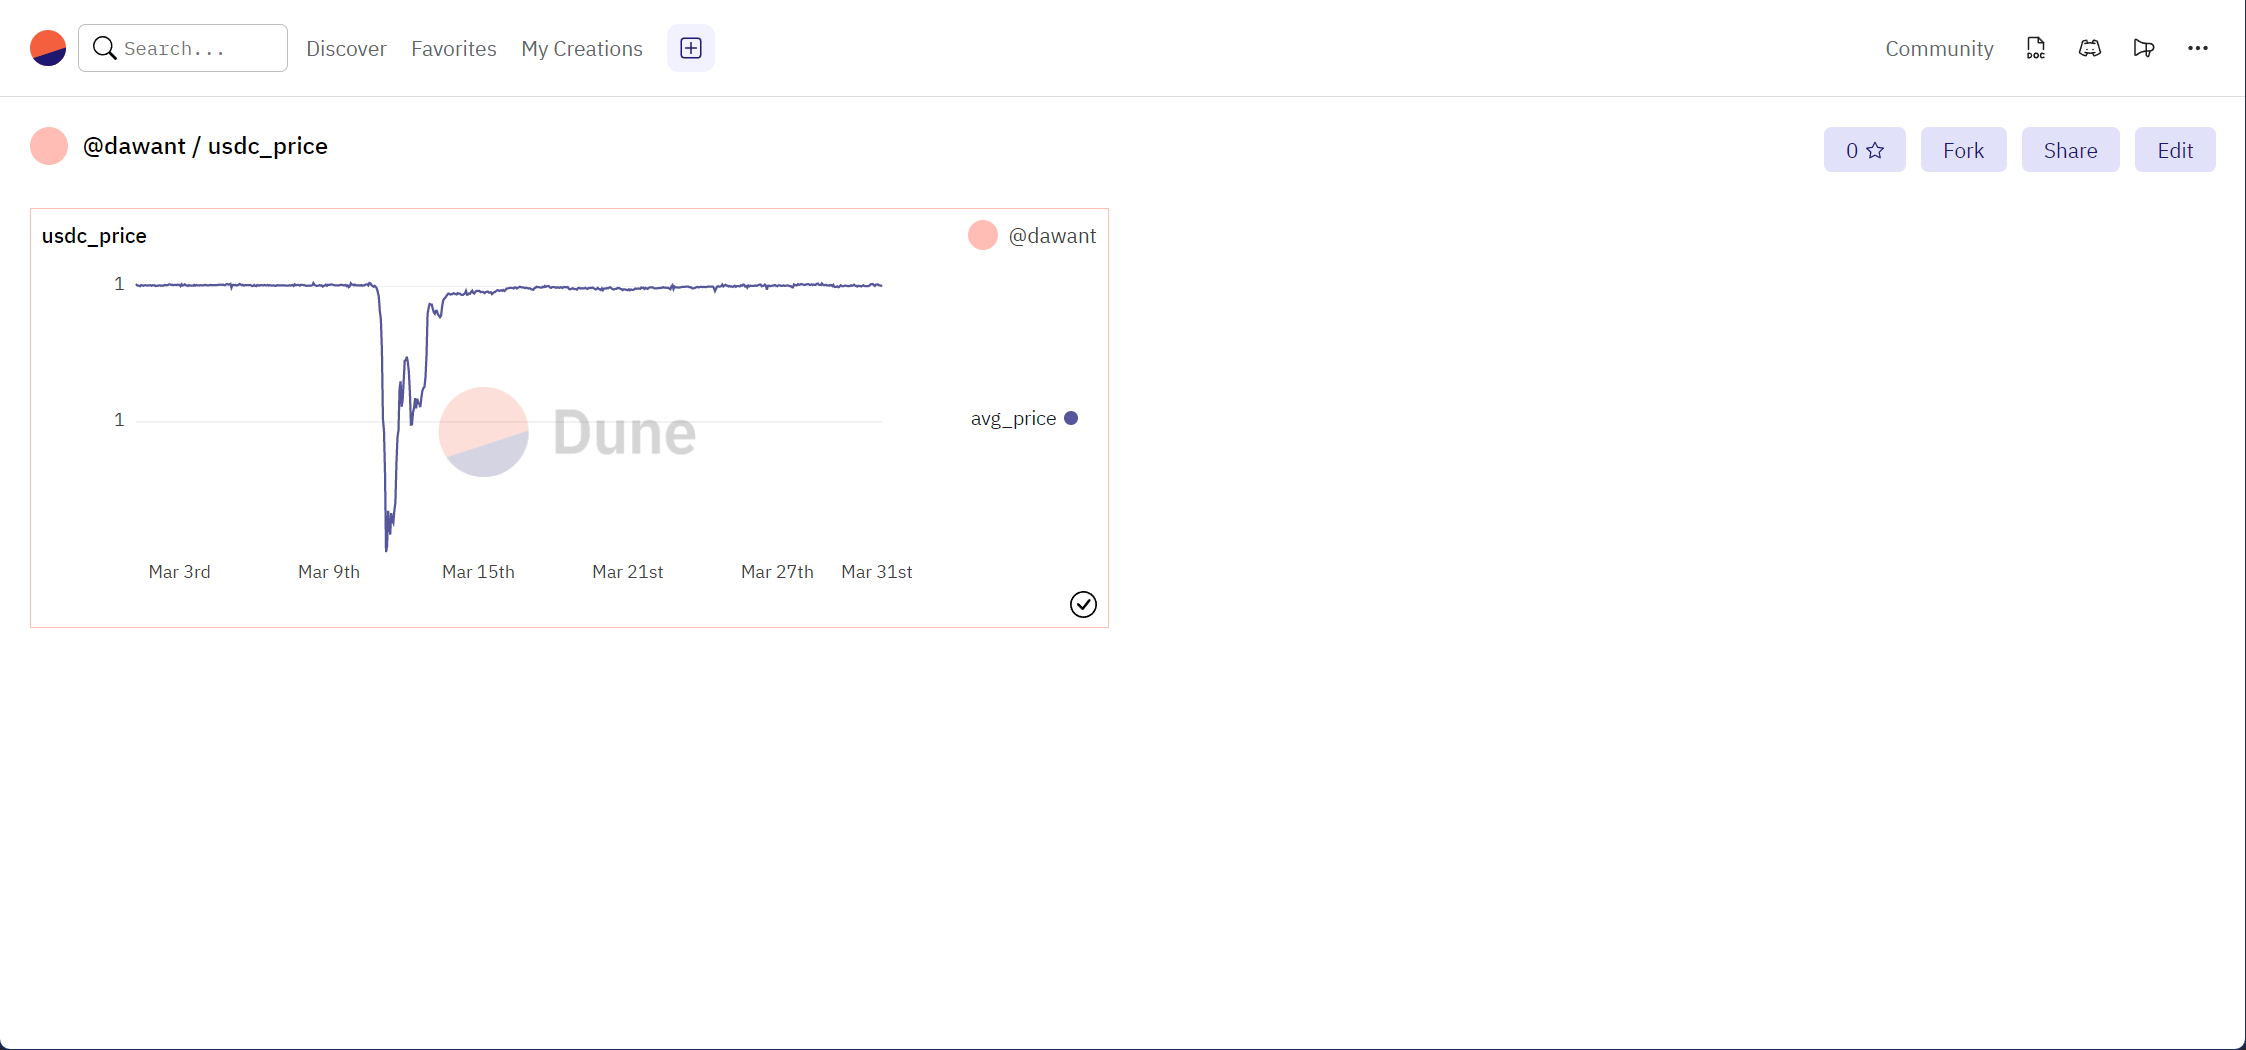 Search...
Discover
Favorites
My Creations
Community
DOC
@dawant / usdc_price
0
Fork
Share
Edit
usdc_price
@dawant
1
1
Dune
avg_price
Mar 3rd
Mar 9th
Mar 15th
Mar 21st
Mar 27th
Mar 31st